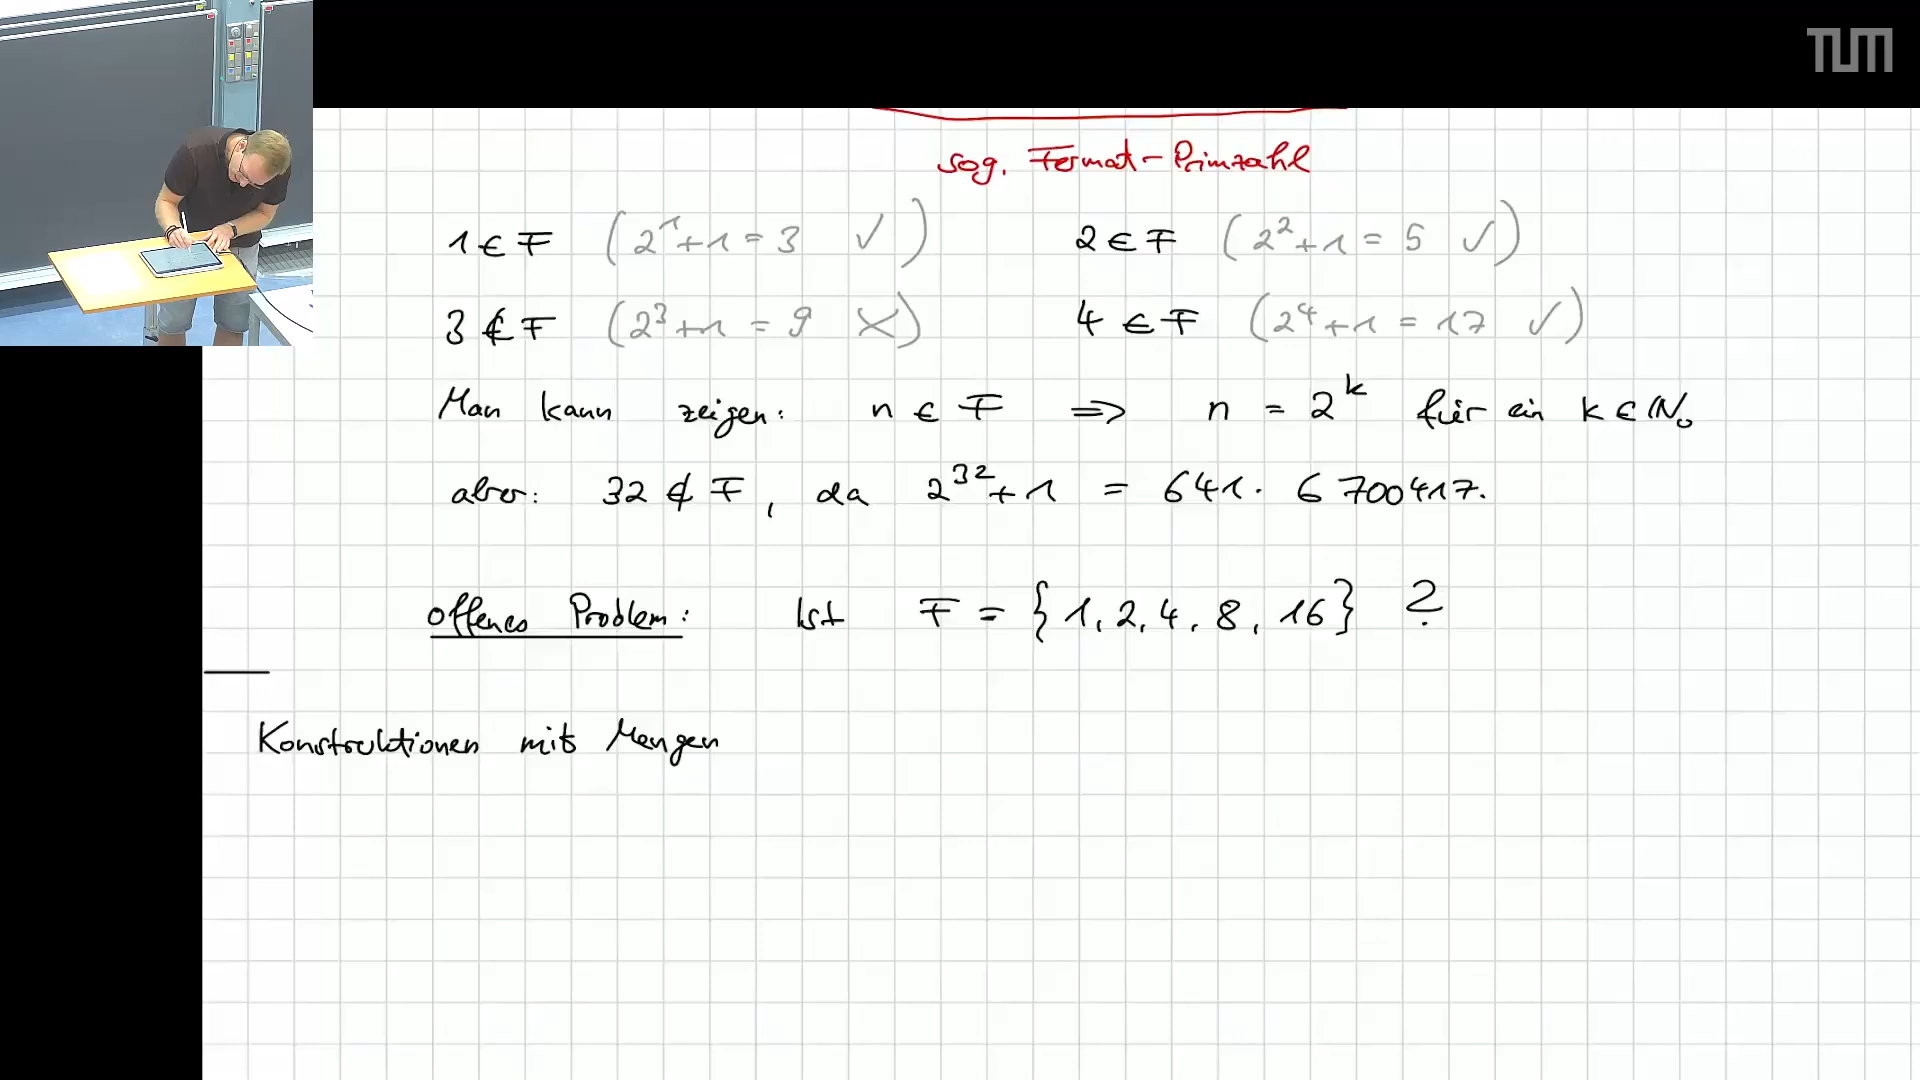 TUM
sog. Fermat-Primzahl
1 ∈ F (2¹+1 = 3 ✓) 2 ∈ F (2²+1 = 5 ✓)
3 ∉ F (2³+1 = 9 ✗) 4 ∈ F (2⁴+1 = 17 ✓)
Man kann zeigen: n ∈ F ⟹ n = 2ᵏ für ein k ∈ ℕ₀
aber: 32 ∉ F, da 2³²+1 = 641 · 6 700417.
offenes Problem: Ist F = {1, 2, 4, 8, 16} ?
Konstruktionen mit Mengen